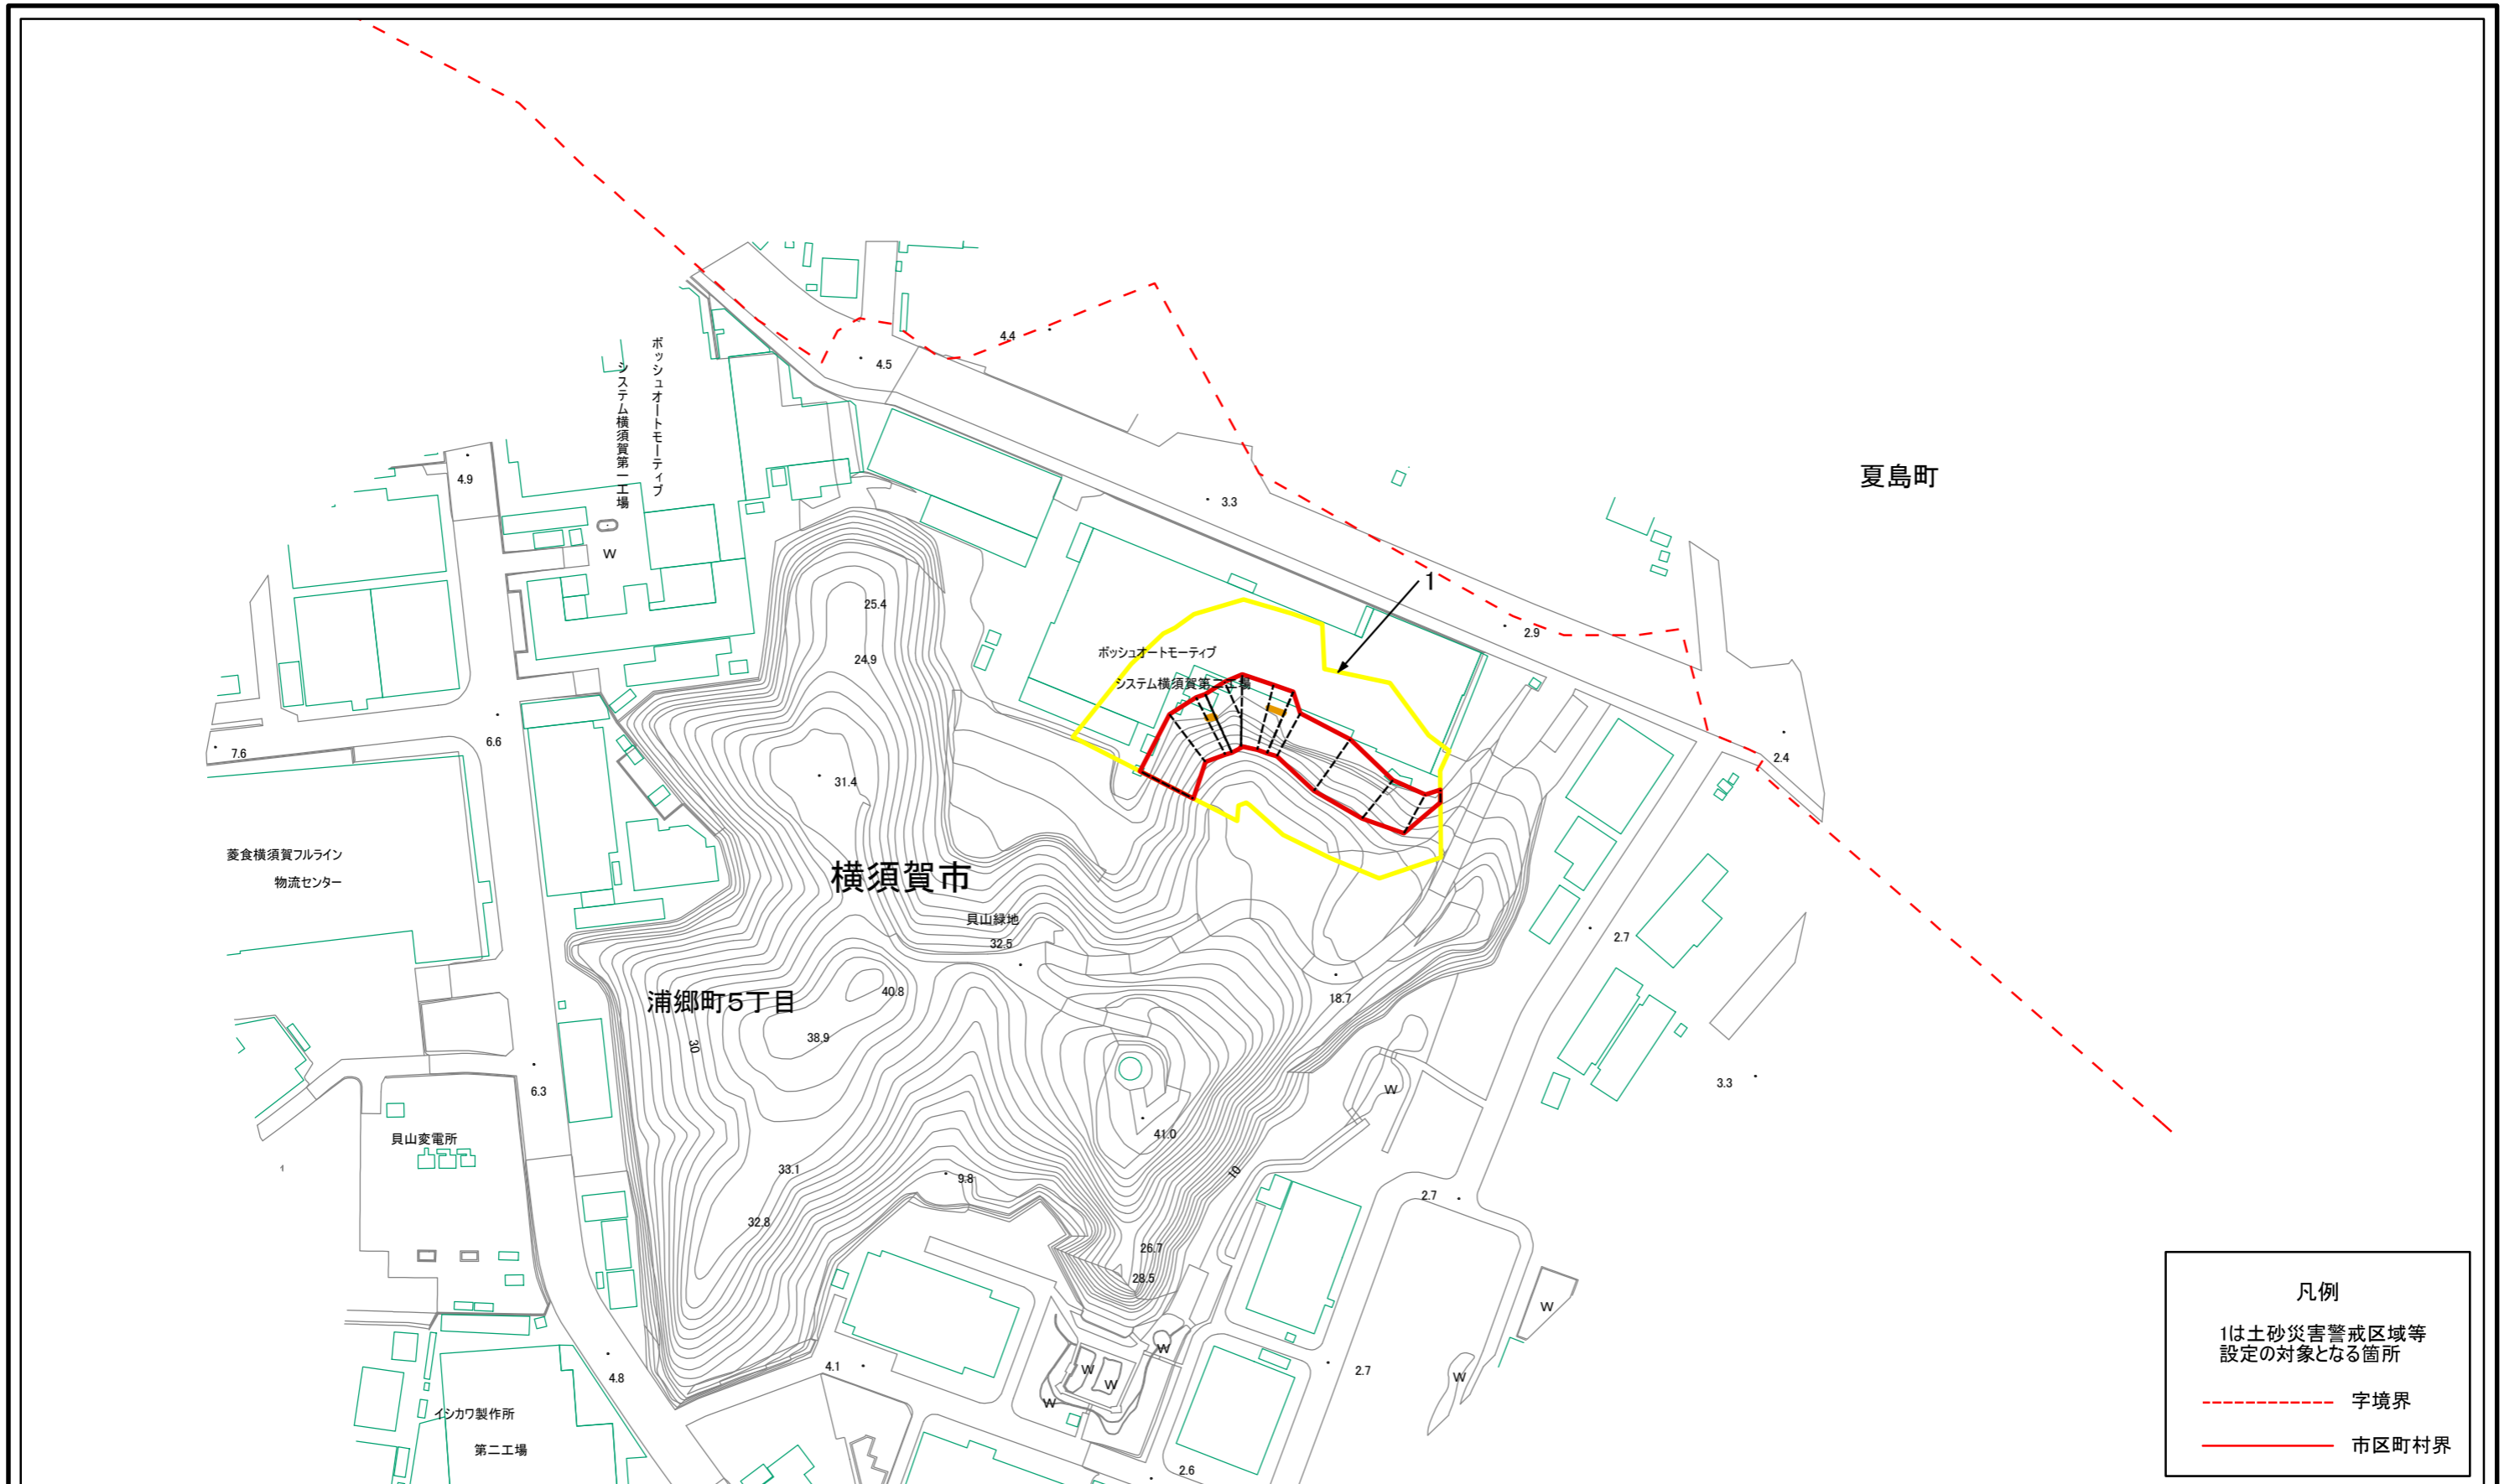 4.4
4.5
ボッシュオートモーティブ
システム横須賀第一工場
4.9
夏島町
3.3
W
1
25.4
2.9
ボッシュオートモーティブ
24.9
システム横須賀第二工場
6.6
7.6
2.4
31.4
菱食横須賀フルライン
物流センター
横須賀市
貝山緑地
32.5
2.7
40.8
浦郷町5丁目
18.7
38.9
30
3.3
6.3
W
41.0
貝山変電所
33.1
10
9.8
2.7
32.8
26.7
28.5
W
W
4.1
W
W
2.7
W
4.8
W
イシカワ製作所
第二工場
2.6
凡例
1は土砂災害警戒区域等
設定の対象となる箇所
字境界
市区町村界